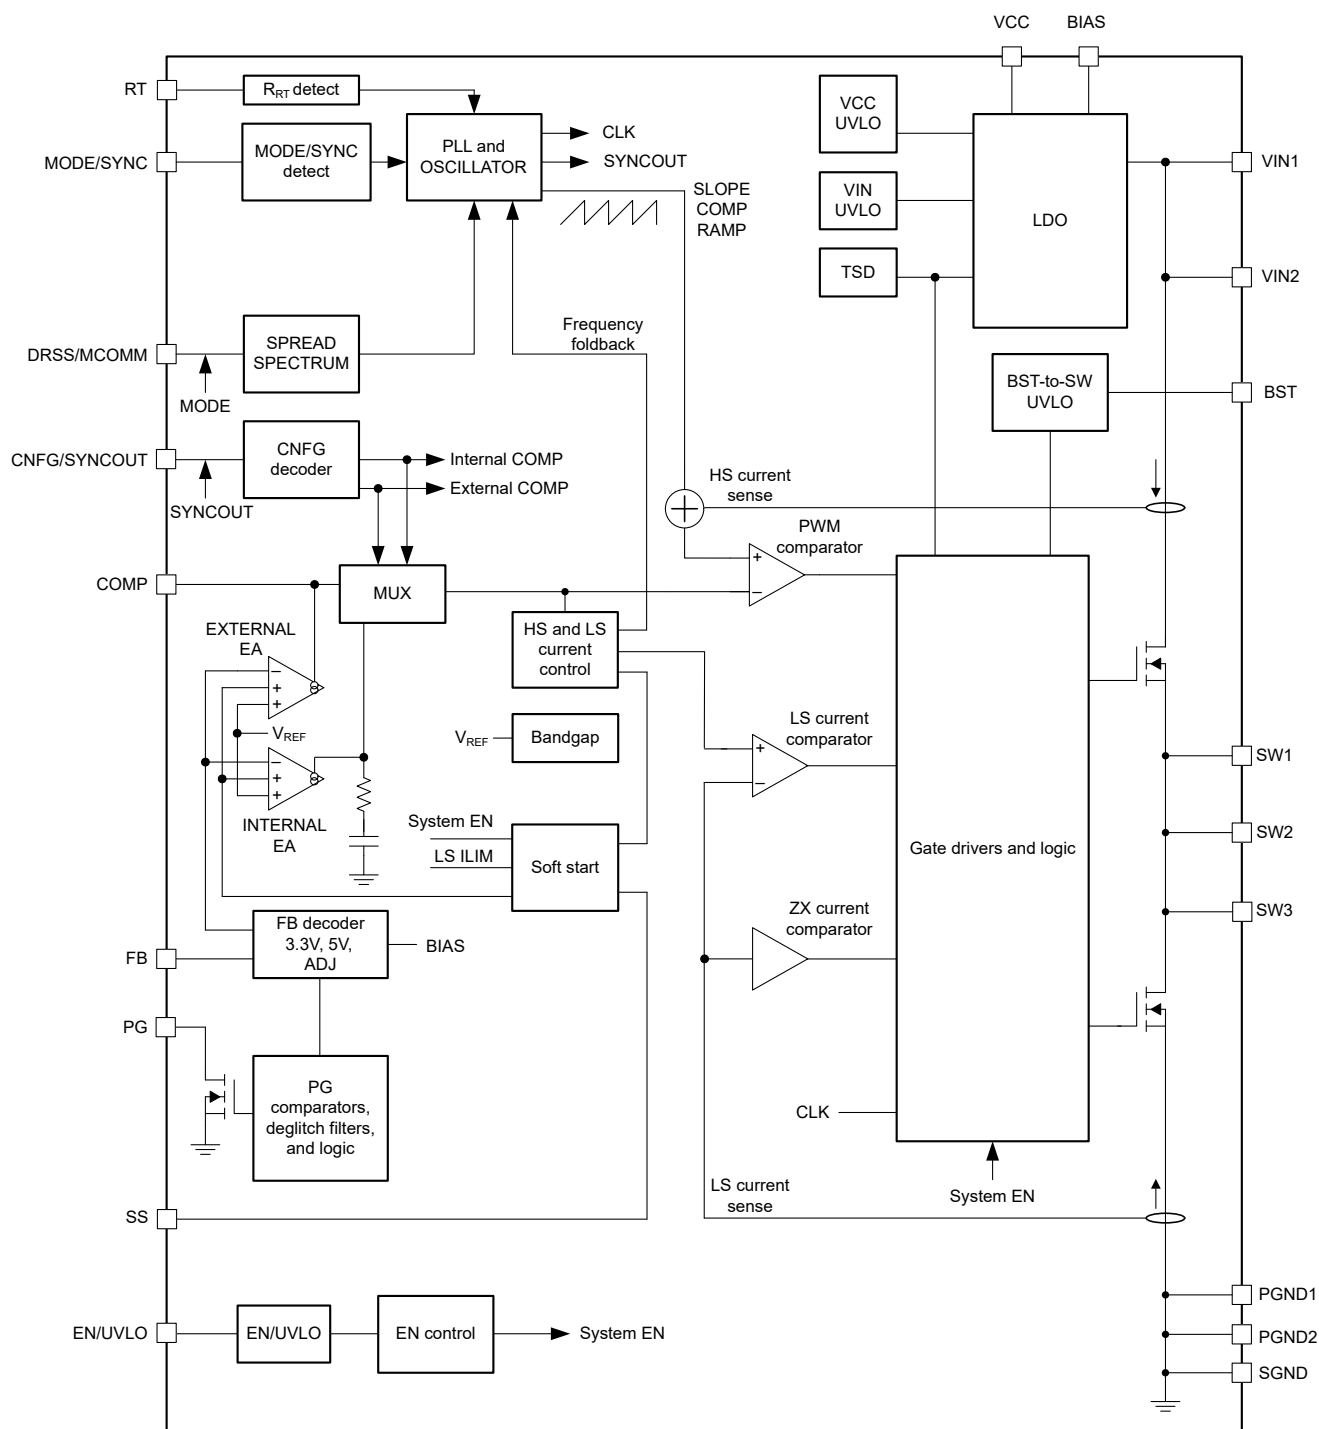 VCC
BIAS
RT
R_RT detect
MODE/SYNC
MODE/SYNC
detect
PLL and
OSCILLATOR
CLK
SYNCOUT
SLOPE
COMP
RAMP
VCC
UVLO
VIN
UVLO
TSD
LDO
VIN1
VIN2
DRSS/MCOMM
SPREAD
SPECTRUM
MODE
Frequency
foldback
BST-to-SW
UVLO
BST
CNFG/SYNCOUT
CNFG
decoder
Internal COMP
External COMP
SYNCOUT
HS current
sense
PWM
comparator
+
−
COMP
MUX
EXTERNAL
EA
−
+
+
V_REF
−
+
+
INTERNAL
EA
HS and LS
current
control
V_REF
Bandgap
LS current
comparator
+
−
SW1
SW2
SW3
System EN
LS ILIM
Soft start
Gate drivers and logic
ZX current
comparator
FB
FB decoder
3.3V, 5V,
ADJ
BIAS
PG
PG
comparators,
deglitch filters,
and logic
CLK
System EN
SS
LS current
sense
EN/UVLO
EN/UVLO
EN control
System EN
PGND1
PGND2
SGND